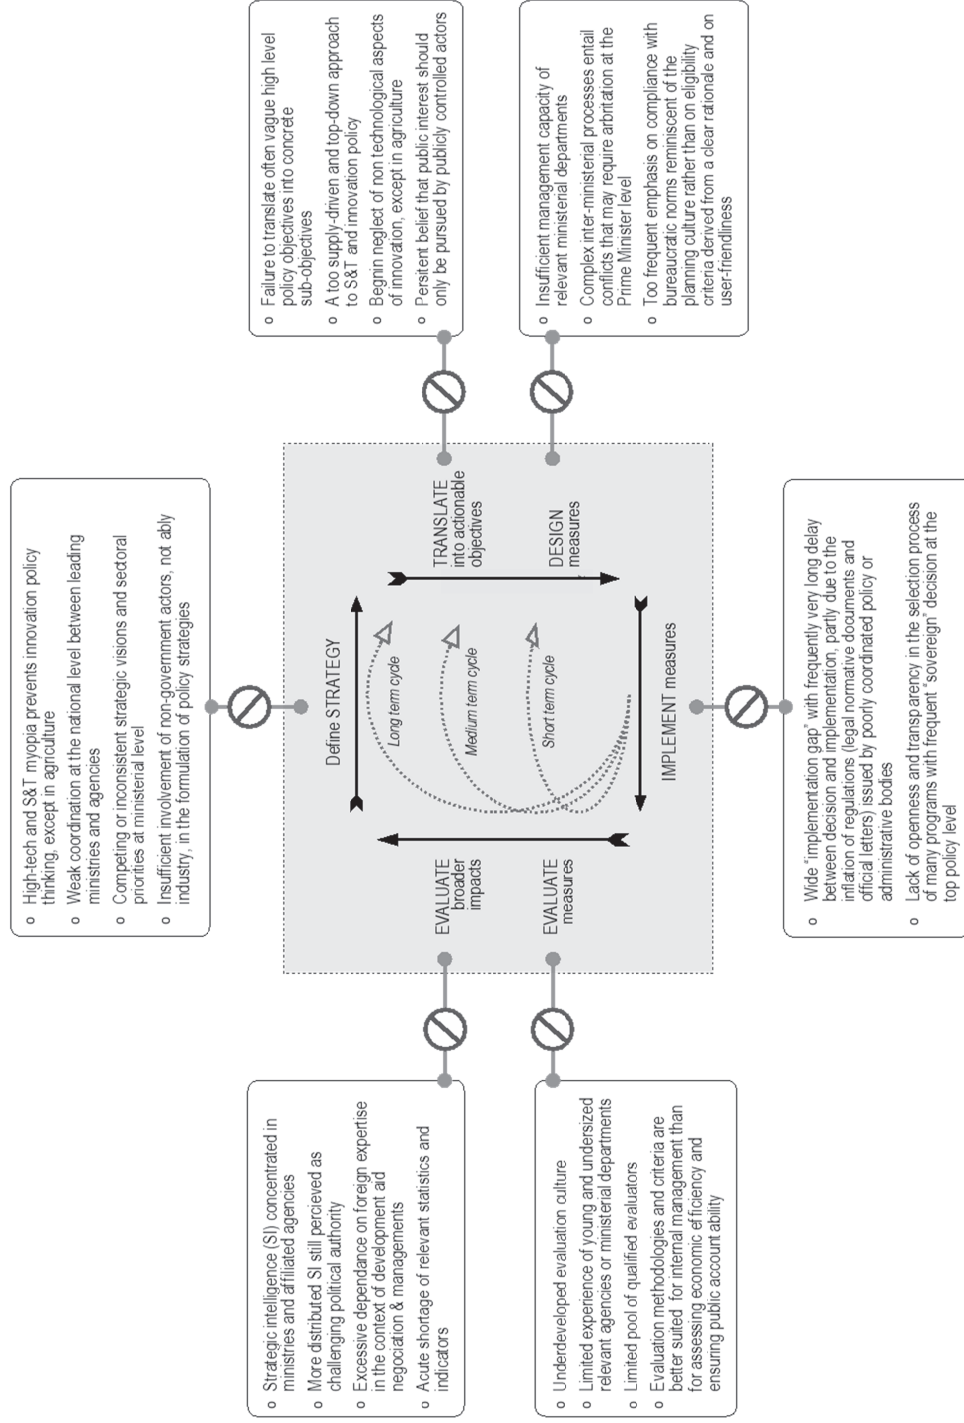 o High-tech and S&T myopia prevents innovation policy
thinking, except in agriculture
o Weak coordination at the national level between leading
ministries and agencies
o Competing or inconsistent strategic visions and sectoral
priorities at ministerial level
o Insufficient involvement of non-government actors, not ably
industry, in the formulation of policy strategies
o Strategic intelligence (SI) concentrated in
ministries and affiliated agencies
o More distributed SI still percieved as
challenging political authority
o Excessive dependance on foreign expertise
in the context of development aid
negociation & managements
o Acute shortage of relevant statistics and
indicators
o Underdeveloped evaluation culture
o Limited experience of young and undersized
relevant agencies or ministerial departments
o Limited pool of qualified evaluators
o Evaluation methodologies and criteria are
better suited for internal management than
for assessing economic efficiency and
ensuring public account ability
Define STRATEGY
EVALUATE
broader
impacts
EVALUATE
measures
Long term cycle
Medium term cycle
Short term cycle
TRANSLATE
into actionable
objectives
DESIGN
measures
IMPLEMENT measures
o Failure to translate often vague high level
policy objectives into concrete
sub-objectives
o A too supply-driven and top-down approach
to S&T and innovation policy
o Begnin neglect of non technological aspects
of innovation, except in agriculture
o Persitent belief that public interest should
only be pursued by publicly controlled actors
o Insufficient management capacity of
relevant ministerial departments
o Complex inter-ministerial processes entail
conflicts that may require arbritation at the
Prime Minister level
o Too frequent emphasis on compliance with
bureaucratic norms reminiscent of the
planning culture rather than on eligibility
criteria derived from a clear rationale and on
user-friendliness
o Wide "implementation gap" with frequently very long delay
between decision and implementation, partly due to the
inflation of regulations (legal normative documents and
official letters) issued by poorly coordinated policy or
administrative bodies
o Lack of openness and transparency in the selection process
of many programs with frequent "sovereign" decision at the
top policy level